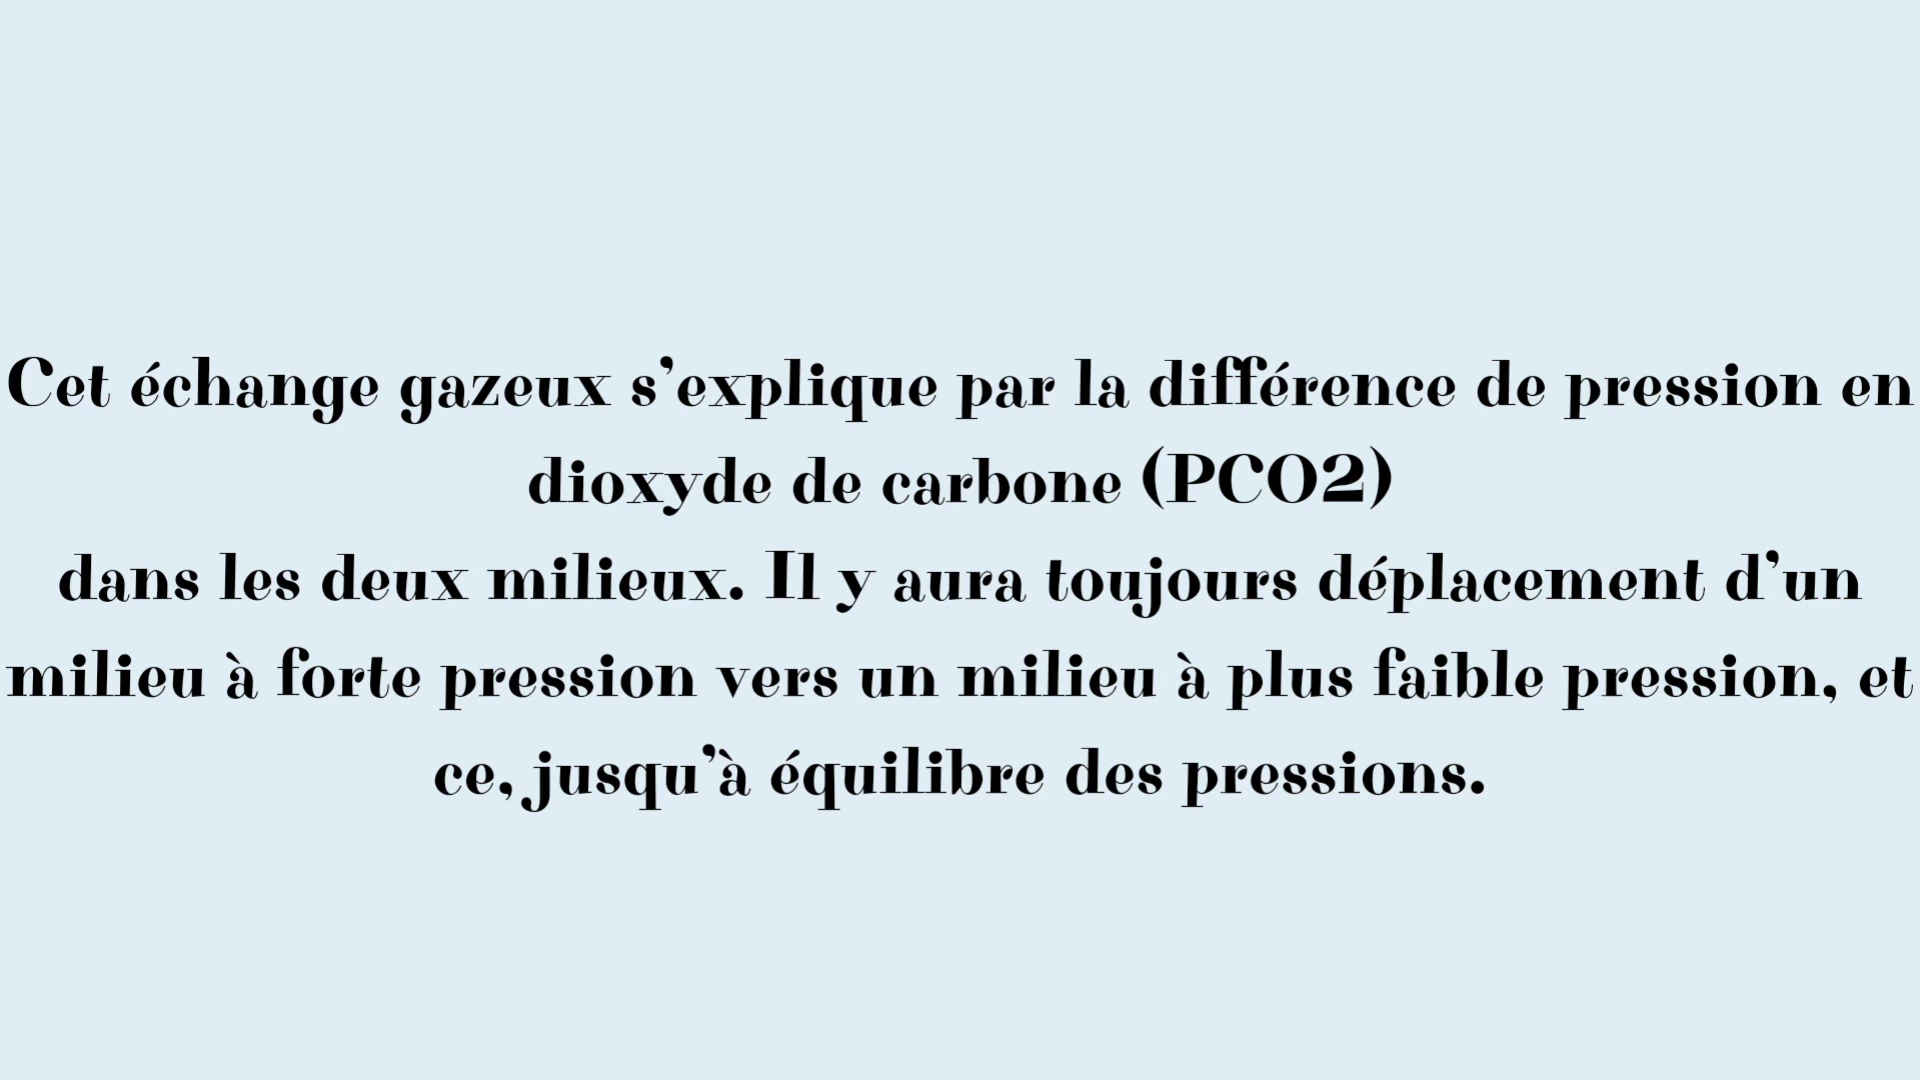 Cet échange gazeux s’explique par la différence de pression en
dioxyde de carbone (PCO2)
dans les deux milieux. Il y aura toujours déplacement d’un
milieu à forte pression vers un milieu à plus faible pression, et
ce, jusqu’à équilibre des pressions.